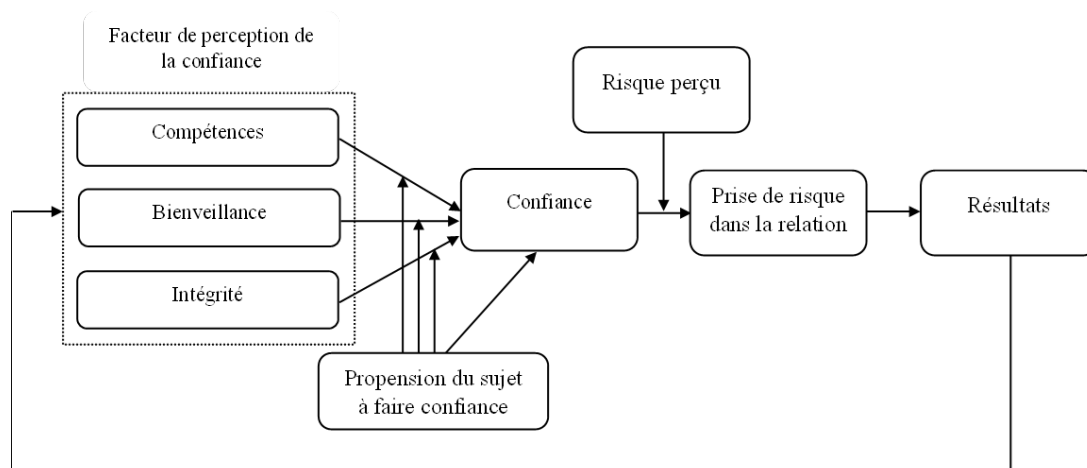 Facteur de perception de
la confiance
Risque perçu
Compétences
Bienveillance
Intégrité
Confiance
Prise de risque
dans la relation
Résultats
Propension du sujet
à faire confiance